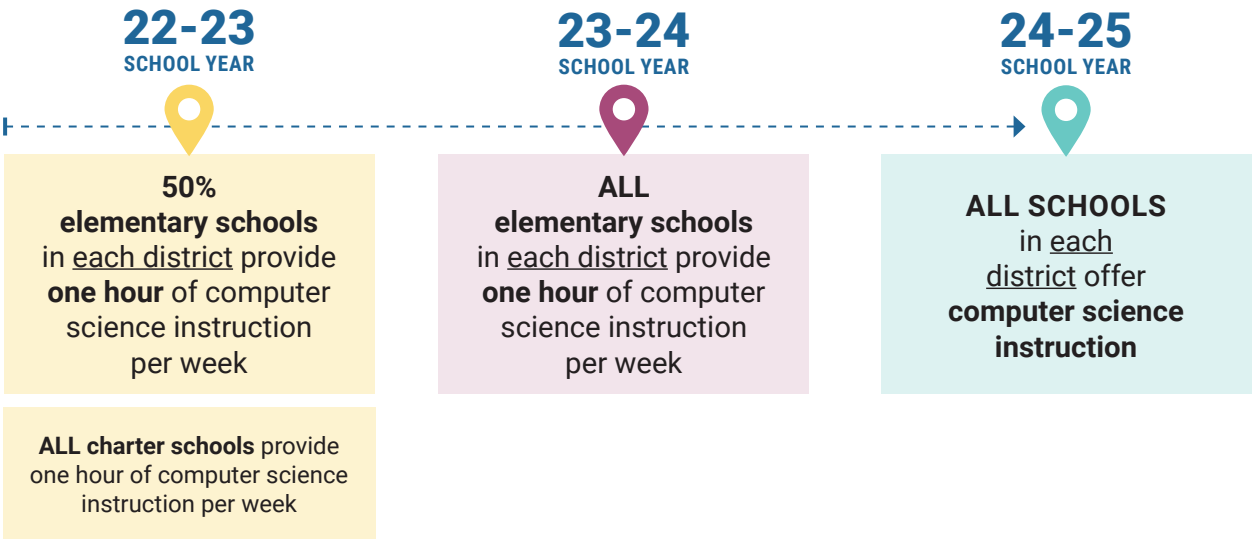 22-23
SCHOOL YEAR
50%
elementary schools
in each district provide
one hour of computer
science instruction
per week
ALL charter schools provide
one hour of computer science
instruction per week
23-24
SCHOOL YEAR
ALL
elementary schools
in each district provide
one hour of computer
science instruction
per week
24-25
SCHOOL YEAR
ALL SCHOOLS
in each
district offer
computer science
instruction